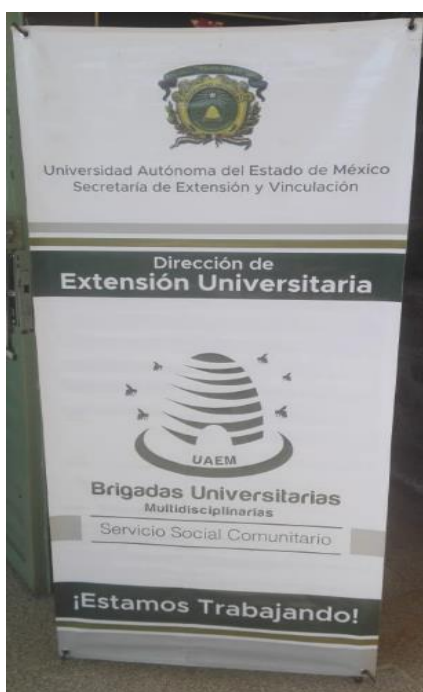 Universidad Autónoma del Estado de México
Secretaría de Extensión y Vinculación
Dirección de
Extensión Universitaria
UAEM
Brigadas Universitarias
Multidisciplinarias
Servicio Social Comunitario
¡Estamos Trabajando!